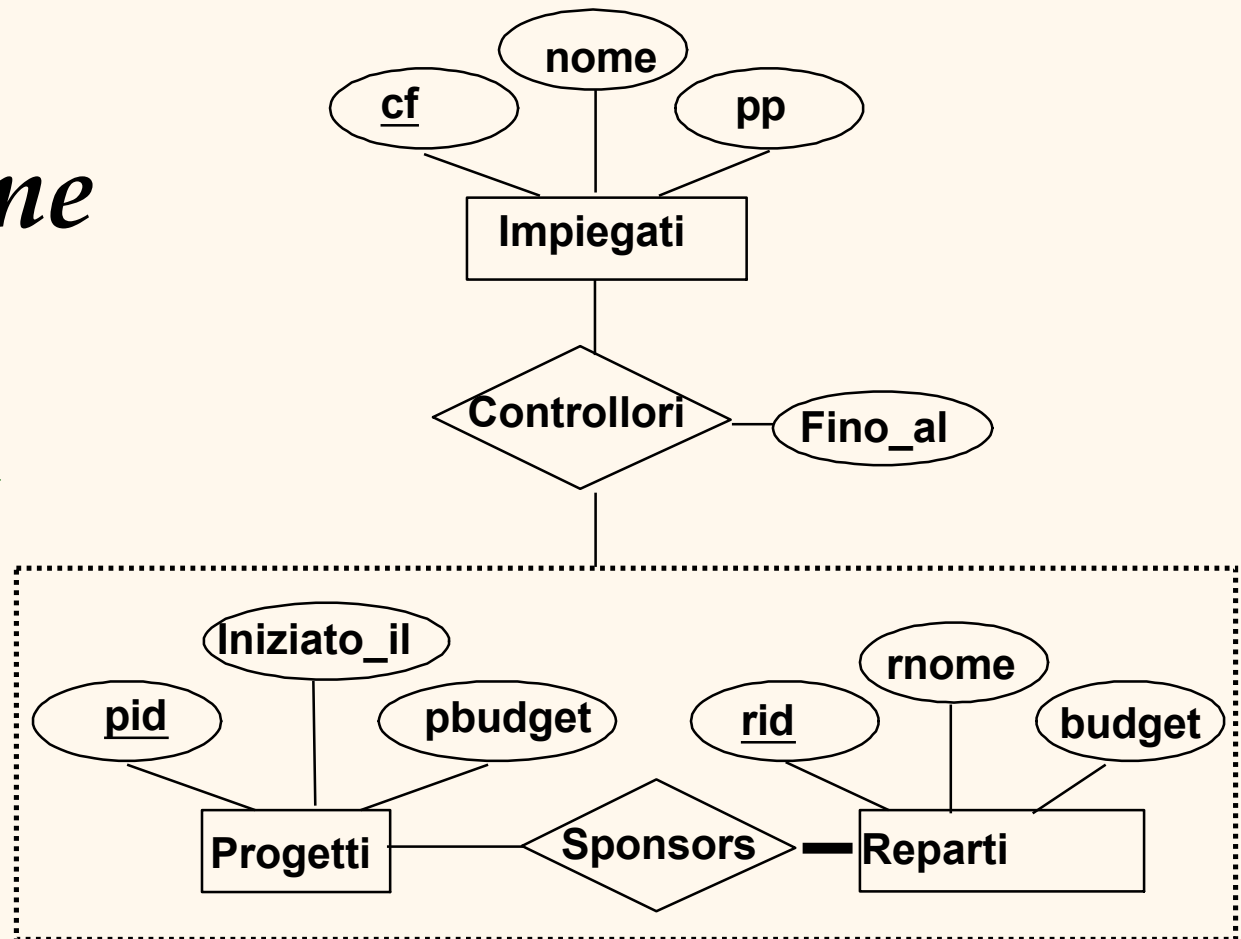 nome
cf
pp
ne
Impiegati
Controllori
Fino_al
Iniziato_il
rnome
pid
pbudget
rid
budget
Progetti
Sponsors
Reparti